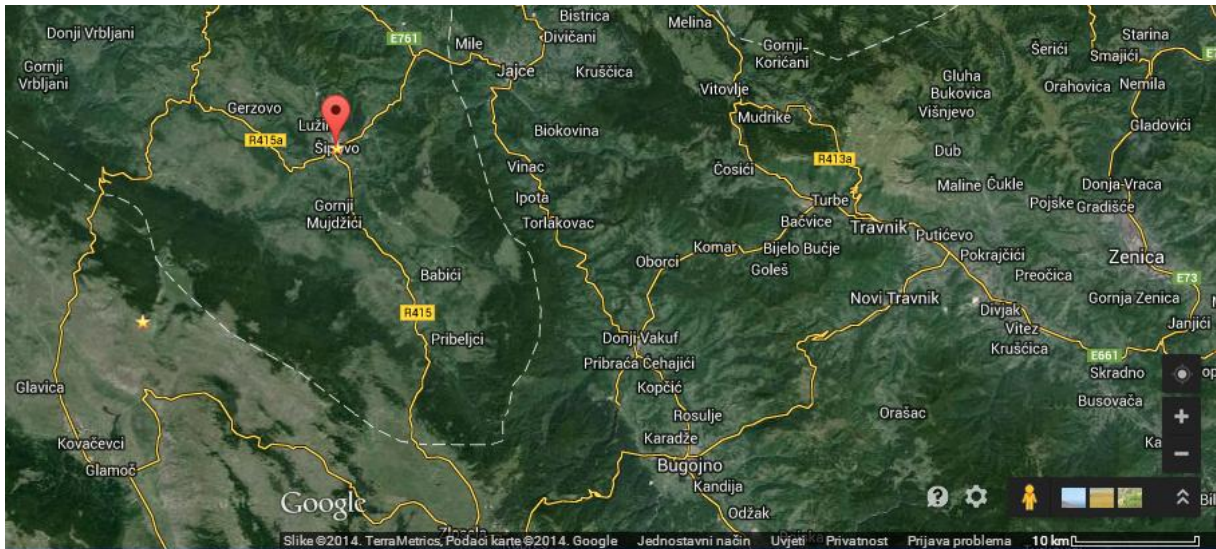 Bistrica
Melina
Starina
Donji Vrbljani
E761
Mile
Divičani
Gornji
Korićani
Šerići
Smajići
Gornji
Vrbljani
Jajce
Kruščica
Gluha
Bukovica
Orahovica
Nemila
Vitovlje
Gerzovo
Višnjevo
Mudrike
Gladovići
R415a
Biokovina
Šipovo
Dub
R413a
Vinac
Čosići
Maline
Čukle
Donja Vraca
Ipota
Turbe
Pojske
Gradišće
Gornji
Mujdžići
Torlakovac
Bačvice
Travnik
Putićevo
Komar
Bijelo Bučje
Pokrajčići
Zenica
Oborci
Goleš
Preočica
Babići
E73
Novi Travnik
Gornja Zenica
R415
Divjak
Janjići
Donji Vakuf
Vitez
Pribeljci
Kruščica
E661
Pribraća
Čehajići
Skradno
Glavica
Kopčić
Busovača
Rosulje
Orašac
Kovačevci
Karadže
Glamoč
Bugojno
Kandija
Google
Odžak
Slike ©2014. TerraMetrics, Podaci karte ©2014. Google
Jednostavni način
Uvjeti
Privatnost
Prijava problema
10 km